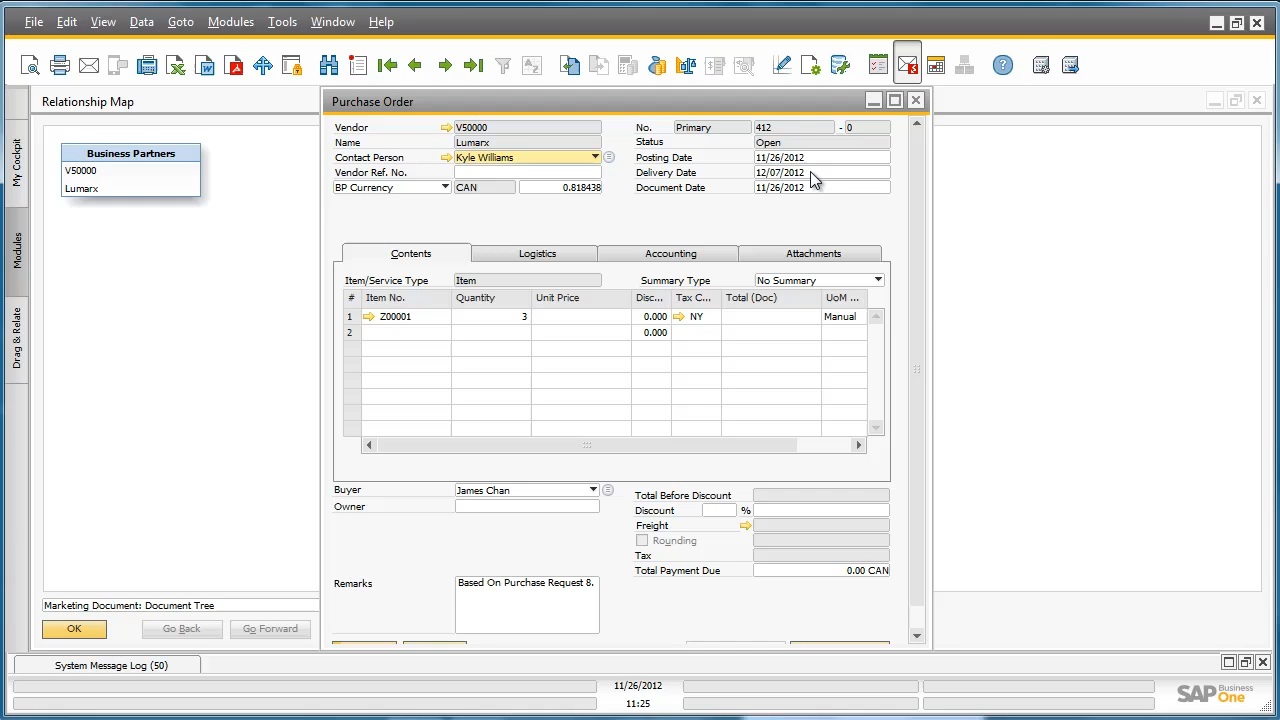 File Edit View Data Goto Modules Tools Window Help
Relationship Map
Purchase Order
My Cockpit
Modules
Drag & Relate
Business Partners
V50000
Lumarx
Vendor V50000 No. Primary 412 - 0
Name Lumarx Status Open
Contact Person Kyle Williams Posting Date 11/26/2012
Vendor Ref. No. Delivery Date 12/07/2012
BP Currency CAN 0.818438 Document Date 11/26/2012
Contents Logistics Accounting Attachments
Item/Service Type Item Summary Type No Summary
# Item No. Quantity Unit Price Disc... Tax C... Total (Doc) UoM ...
1 Z00001 3 0.000 NY Manual
2 0.000
Buyer James Chan Total Before Discount
Owner Discount %
Freight
Rounding
Tax
Total Payment Due 0.00 CAN
Remarks Based On Purchase Request 8.
Marketing Document: Document Tree
OK Go Back Go Forward
System Message Log (50)
11/26/2012
11:25
SAP Business One